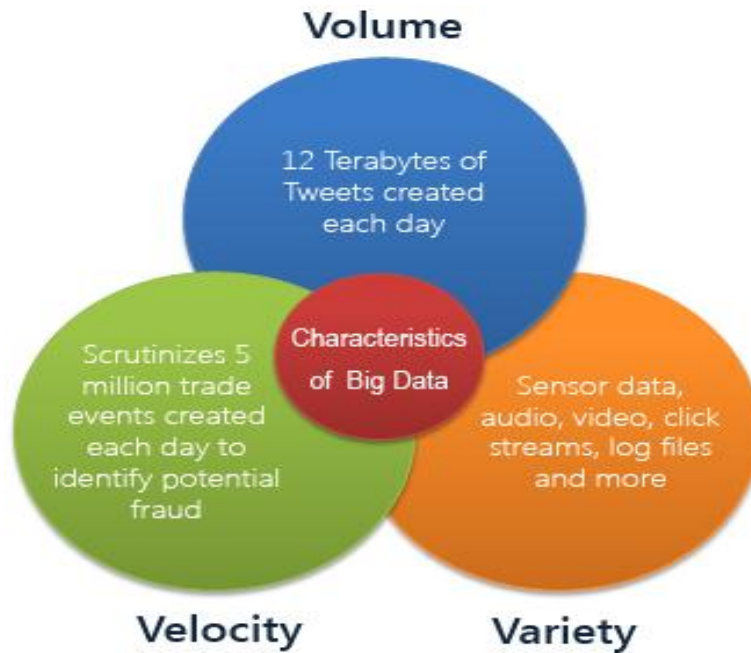 Volume
12 Terabytes of
Tweets created
each day
Characteristics
of Big Data
Scrutinizes 5
million trade
events created
each day to
identify potential
fraud
Sensor data,
audio, video, click
streams, log files
and more
Velocity
Variety